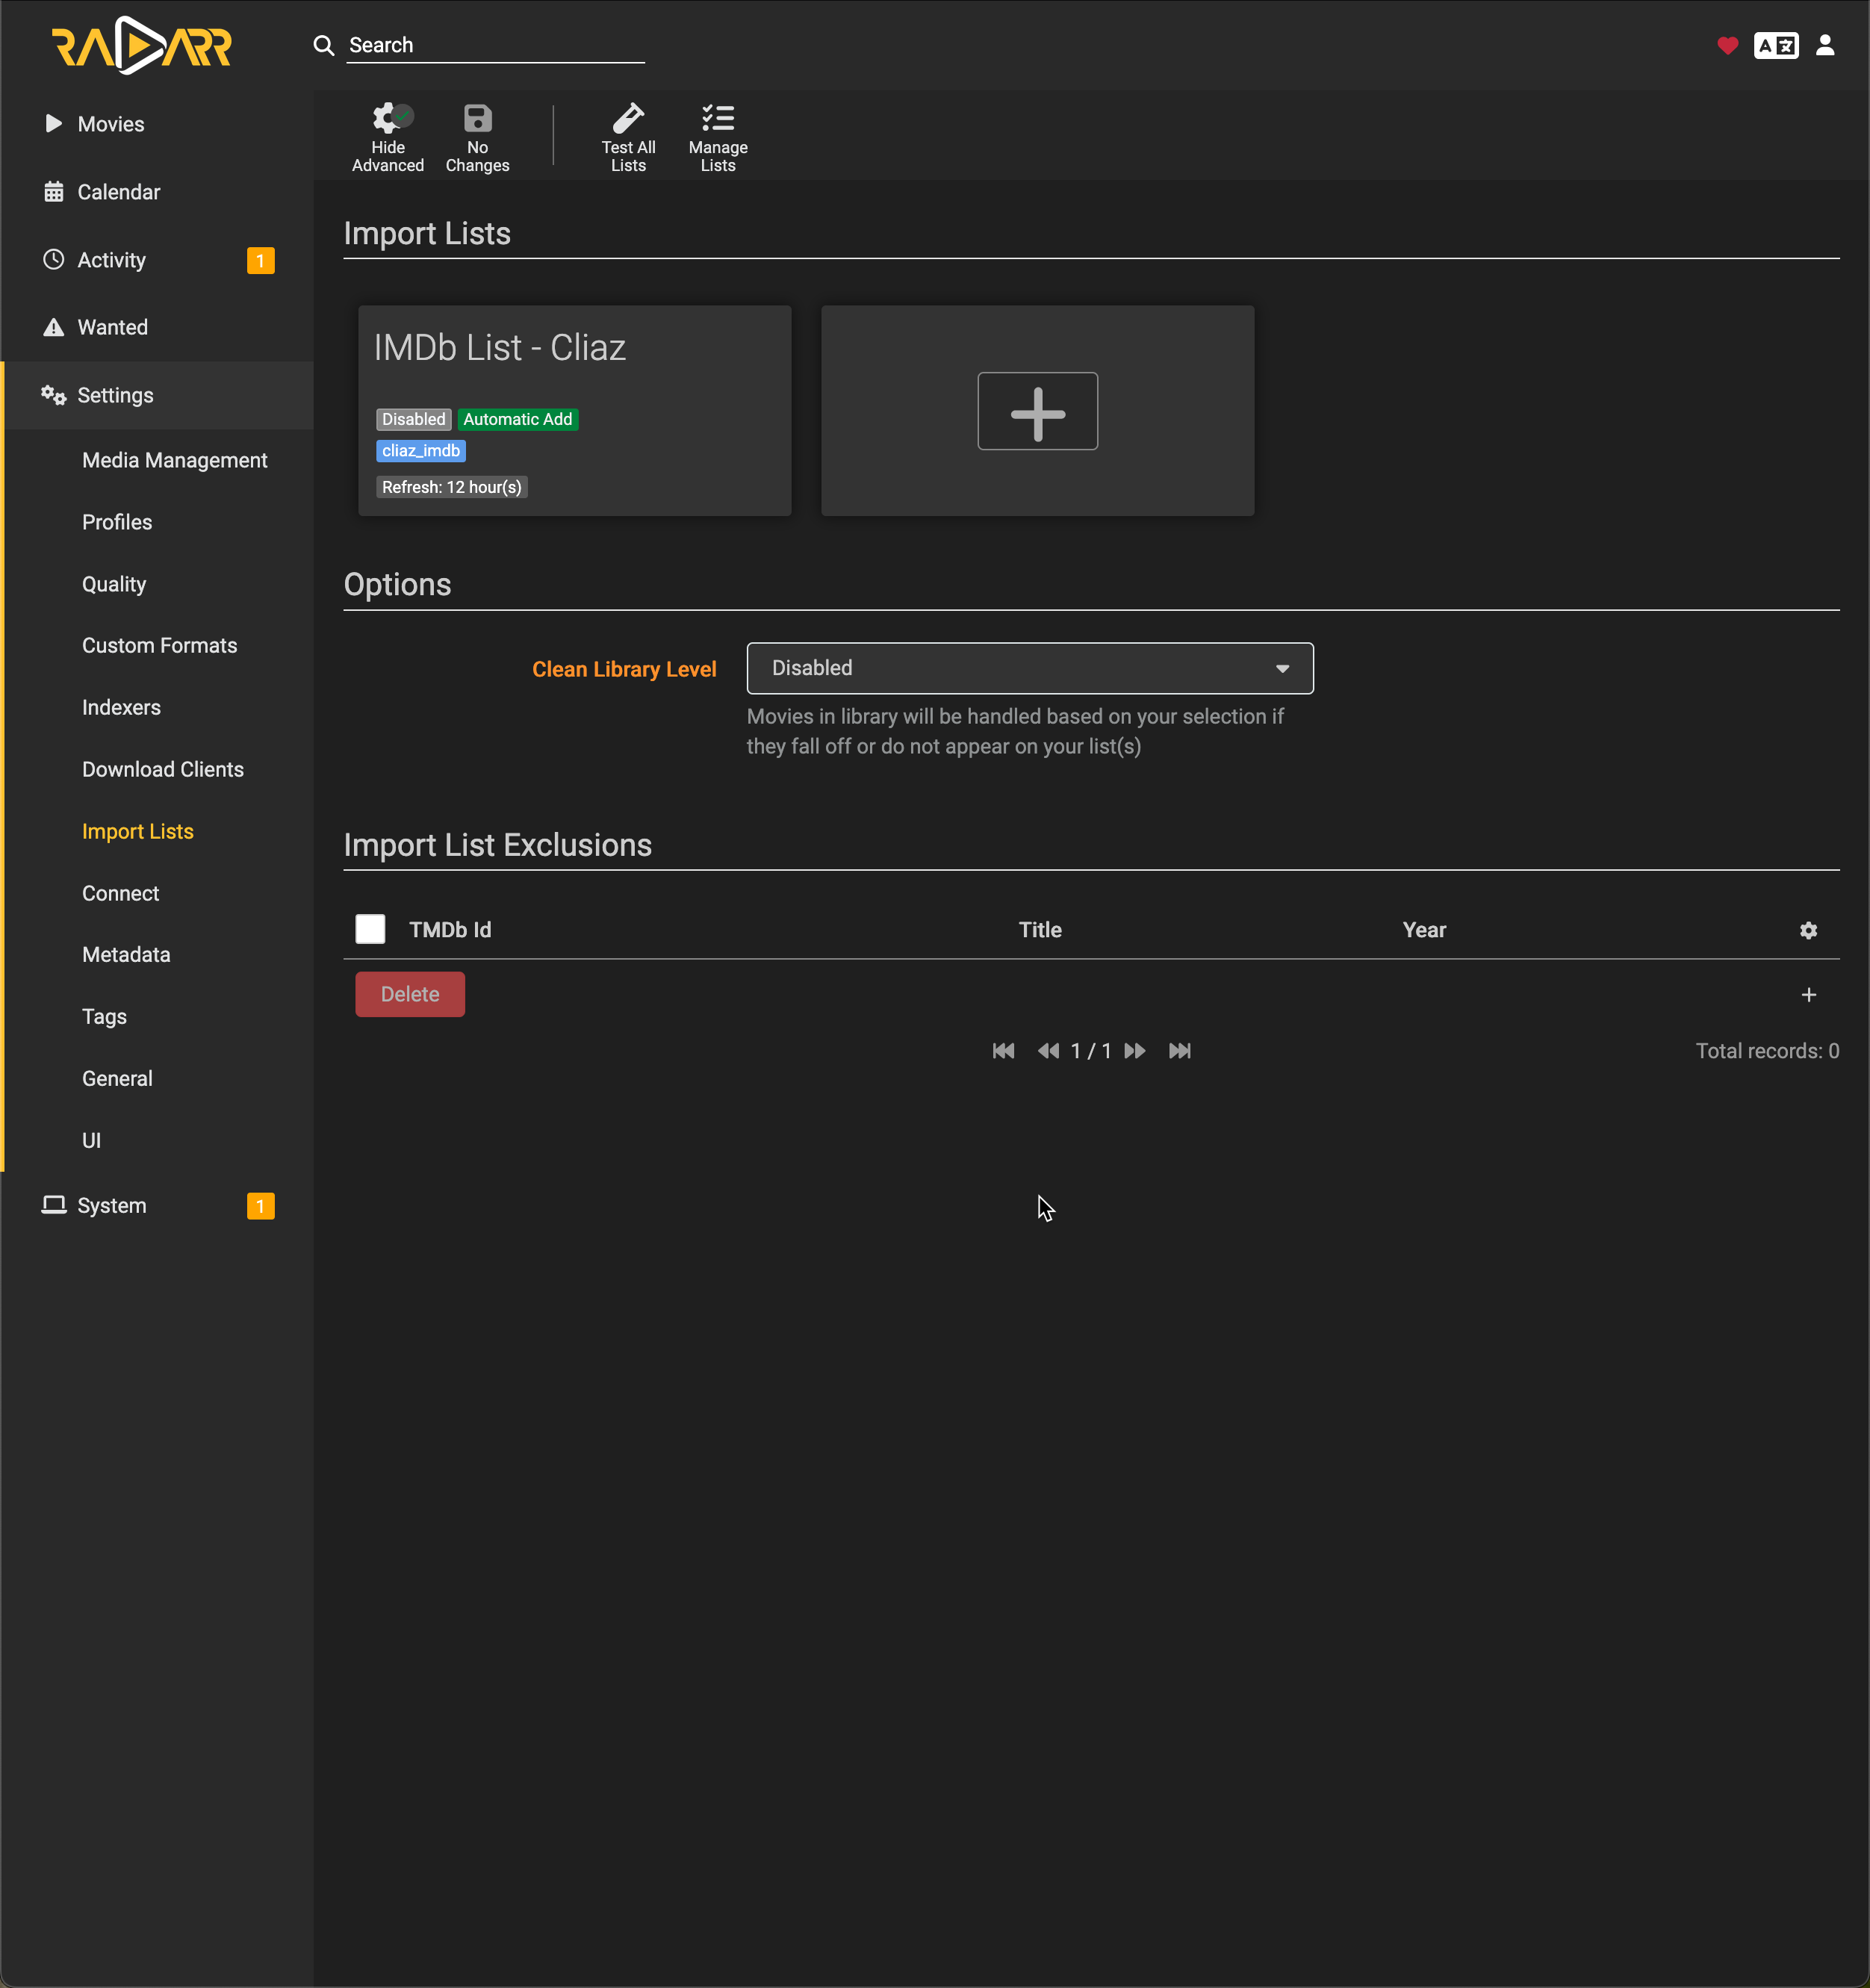 RADARR
Search
Movies
Calendar
Activity 1
Wanted
Settings
Media Management
Profiles
Quality
Custom Formats
Indexers
Download Clients
Import Lists
Connect
Metadata
Tags
General
UI
System 1
Hide
Advanced
No
Changes
Test All
Lists
Manage
Lists
Import Lists
IMDb List - Cliaz
Disabled Automatic Add
cliaz_imdb
Refresh: 12 hour(s)
Options
Clean Library Level Disabled
Movies in library will be handled based on your selection if
they fall off or do not appear on your list(s)
Import List Exclusions
TMDb Id Title Year
Delete
1 / 1 Total records: 0